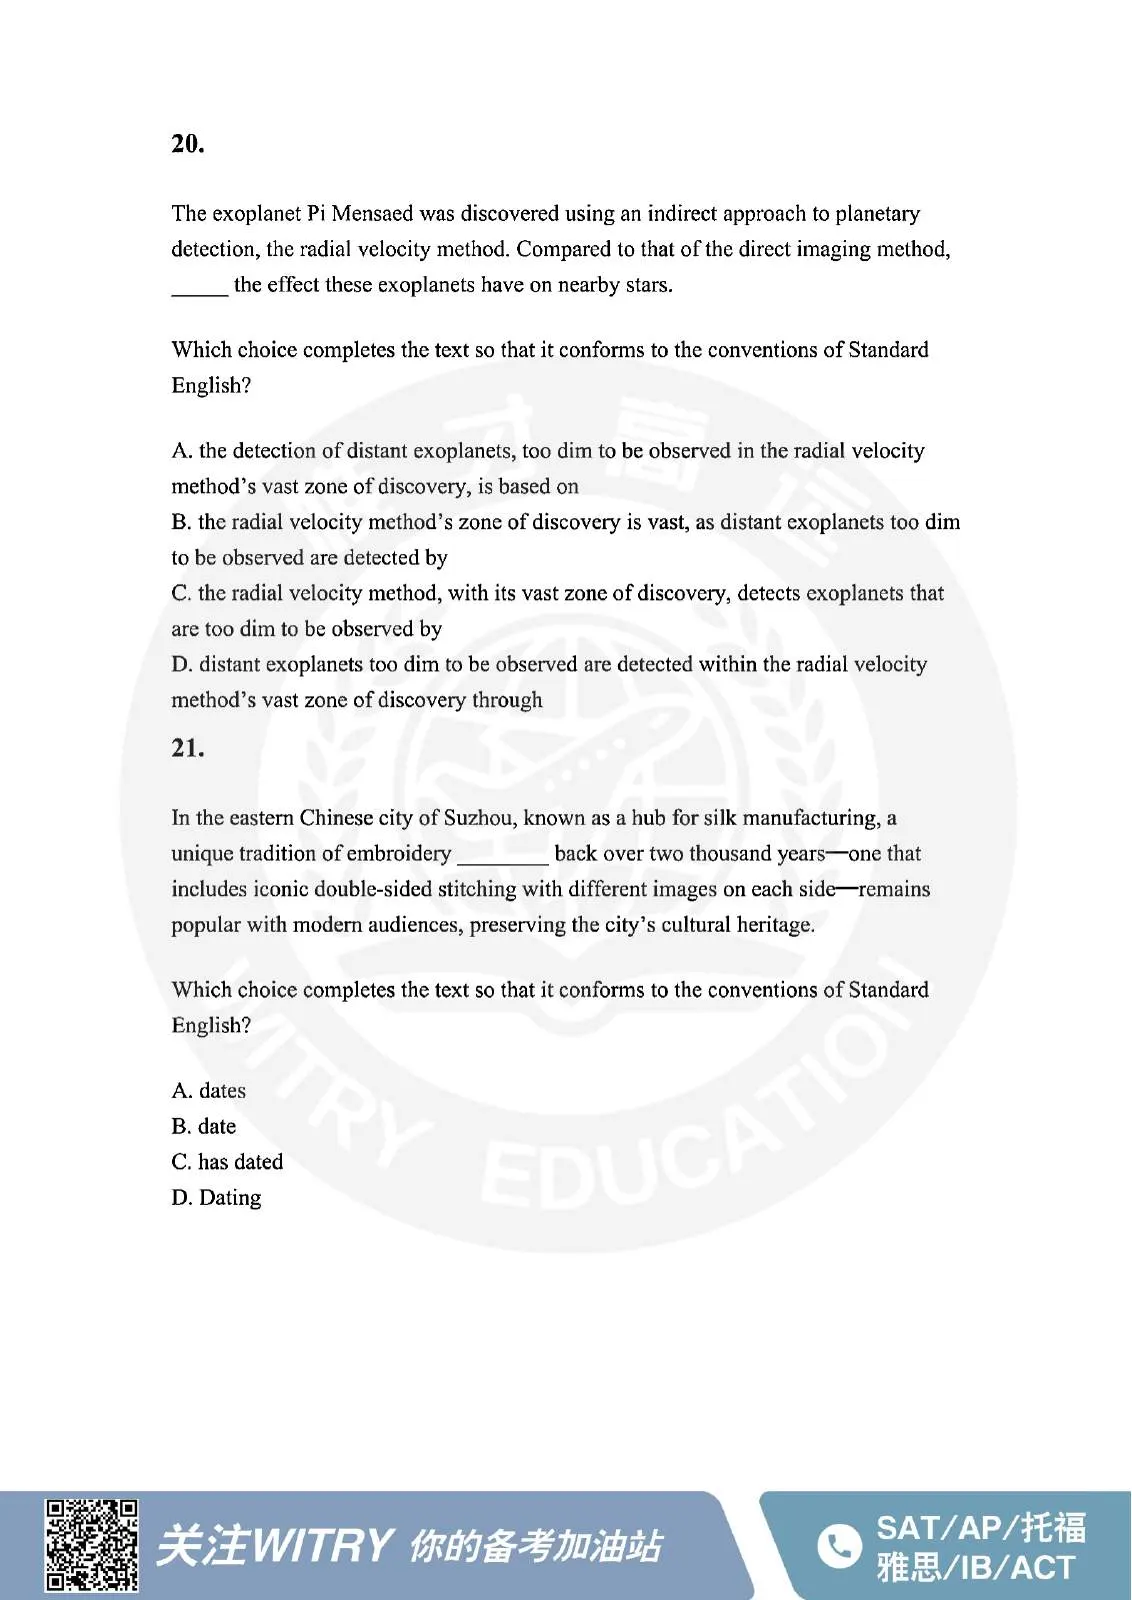 20.
The exoplanet Pi Mensaed was discovered using an indirect approach to planetary
detection, the radial velocity method. Compared to that of the direct imaging method,
_____ the effect these exoplanets have on nearby stars.
Which choice completes the text so that it conforms to the conventions of Standard
English?
A. the detection of distant exoplanets, too dim to be observed in the radial velocity
method’s vast zone of discovery, is based on
B. the radial velocity method’s zone of discovery is vast, as distant exoplanets too dim
to be observed are detected by
C. the radial velocity method, with its vast zone of discovery, detects exoplanets that
are too dim to be observed by
D. distant exoplanets too dim to be observed are detected within the radial velocity
method’s vast zone of discovery through
21.
In the eastern Chinese city of Suzhou, known as a hub for silk manufacturing, a
unique tradition of embroidery ________ back over two thousand years—one that
includes iconic double-sided stitching with different images on each side—remains
popular with modern audiences, preserving the city’s cultural heritage.
Which choice completes the text so that it conforms to the conventions of Standard
English?
A. dates
B. date
C. has dated
D. Dating
才高
WITRY EDUCATION
关注WITRY 你的备考加油站
SAT/AP/托福
雅思/IB/ACT